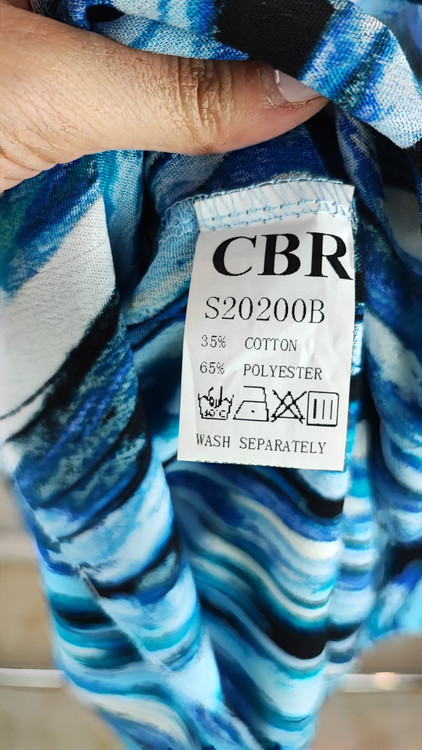 CBR
S20200B
35% COTTON
65% POLYESTER
WASH SEPARATELY